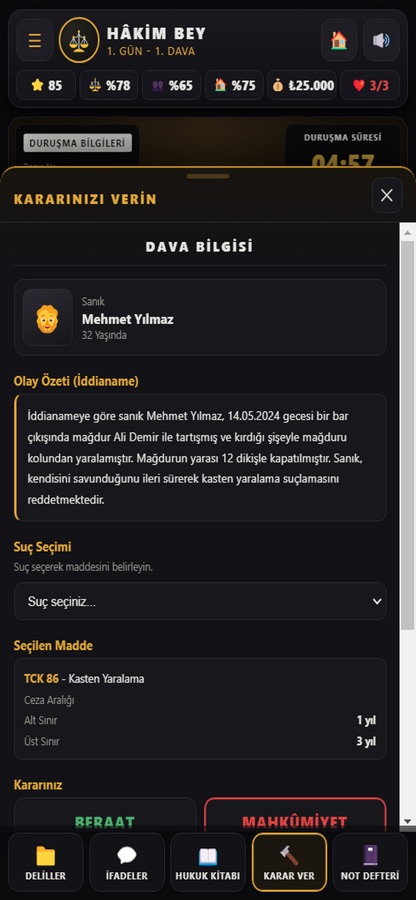 HÂKİM BEY
1. GÜN - 1. DAVA
85
%78
%65
%75
₺25.000
3/3
DURUŞMA BİLGİLERİ
DURUŞMA SÜRESİ
04:57
KARARINIZI VERİN
DAVA BİLGİSİ
Sanık
Mehmet Yılmaz
32 Yaşında
Olay Özeti (İddianame)
İddianameye göre sanık Mehmet Yılmaz, 14.05.2024 gecesi bir bar
çıkışında mağdur Ali Demir ile tartışmış ve kırdığı şişeyle mağduru
kolundan yaralamıştır. Mağdurun yarası 12 dikişle kapatılmıştır. Sanık,
kendisini savunduğunu ileri sürerek kasten yaralama suçlamasını
reddetmektedir.
Suç Seçimi
Suç seçerek maddesini belirleyin.
Suç seçiniz...
Seçilen Madde
TCK 86 - Kasten Yaralama
Ceza Aralığı
Alt Sınır 1 yıl
Üst Sınır 3 yıl
Kararınız
BERAAT MAHKÛMİYET
DELİLLER
İFADELER
HUKUK KİTABI
KARAR VER
NOT DEFTERİ